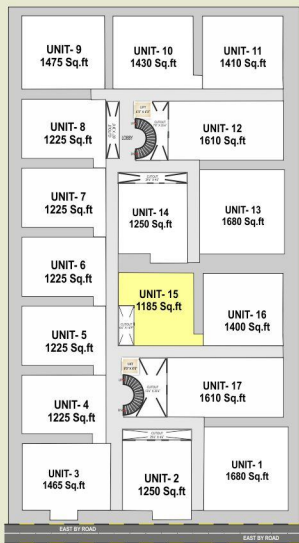 UNIT- 9
1475 Sq.ft
UNIT- 10
1430 Sq.ft
UNIT- 11
1410 Sq.ft
UNIT- 8
1225 Sq.ft
LIFT
LOBBY
UNIT- 12
1610 Sq.ft
UNIT- 7
1225 Sq.ft
UNIT- 14
1250 Sq.ft
UNIT- 13
1680 Sq.ft
UNIT- 6
1225 Sq.ft
UNIT- 15
1185 Sq.ft
UNIT- 16
1400 Sq.ft
UNIT- 5
1225 Sq.ft
LIFT
UNIT- 17
1610 Sq.ft
UNIT- 4
1225 Sq.ft
UNIT- 3
1465 Sq.ft
UNIT- 2
1250 Sq.ft
UNIT- 1
1680 Sq.ft
EAST BY ROAD
EAST BY ROAD